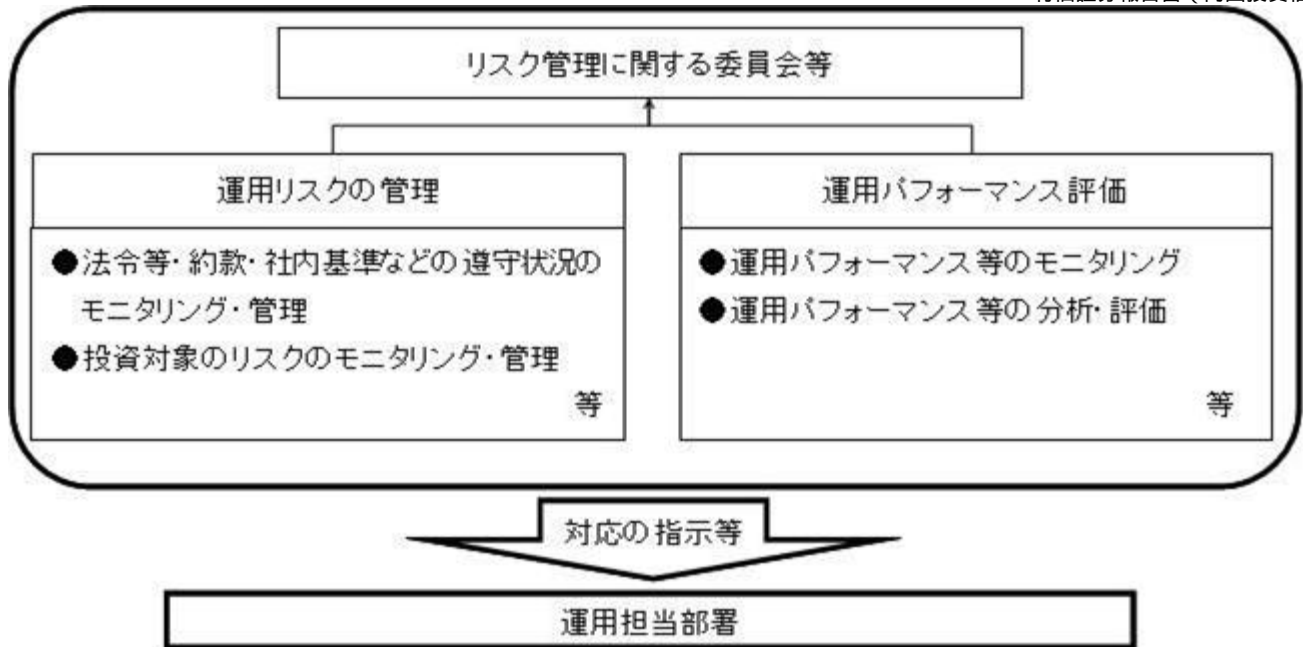 リスク管理に関する委員会等
運用リスクの管理
●法令等・約款・社内基準などの遵守状況の
モニタリング・管理
●投資対象のリスクのモニタリング・管理
等
運用パフォーマンス評価
●運用パフォーマンス等のモニタリング
●運用パフォーマンス等の分析・評価
等
対応の指示等
運用担当部署